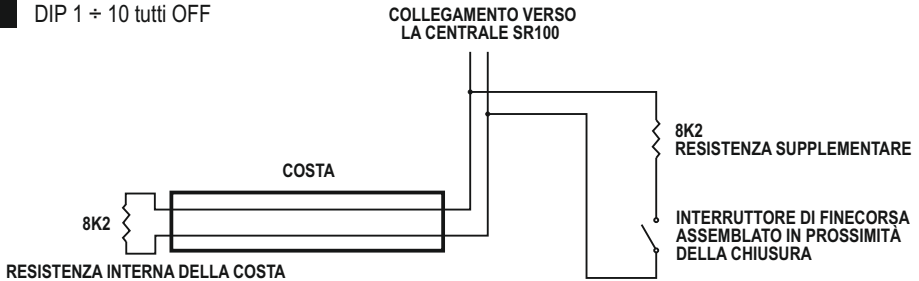 DIP 1 ÷ 10 tutti OFF
COLLEGAMENTO VERSO
LA CENTRALE SR100
8K2
RESISTENZA SUPPLEMENTARE
COSTA
8K2
INTERRUTTORE DI FINECORSA
ASSEMBLATO IN PROSSIMITÀ
DELLA CHIUSURA
RESISTENZA INTERNA DELLA COSTA